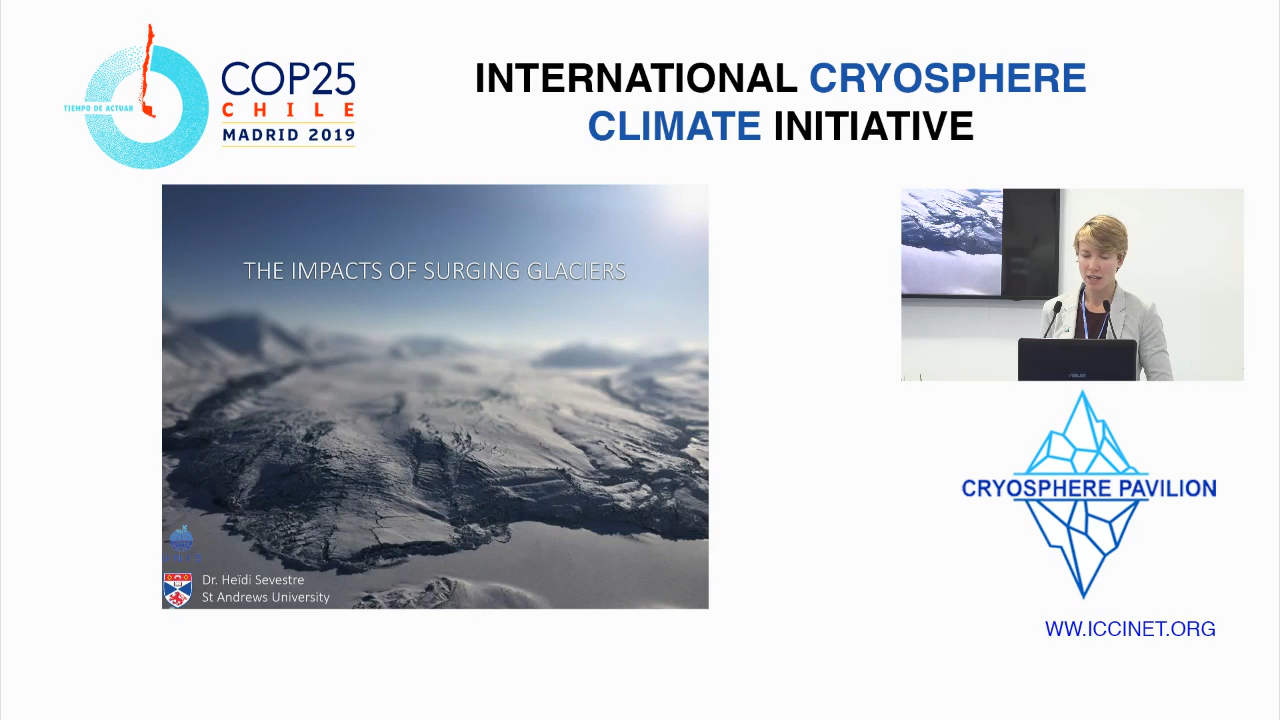 TIEMPO DE ACTUAR
COP25
CHILE
MADRID 2019
INTERNATIONAL CRYOSPHERE
CLIMATE INITIATIVE
THE IMPACTS OF SURGING GLACIERS
Dr. Heïdi Sevestre
St Andrews University
CRYOSPHERE PAVILION
WW.ICCINET.ORG